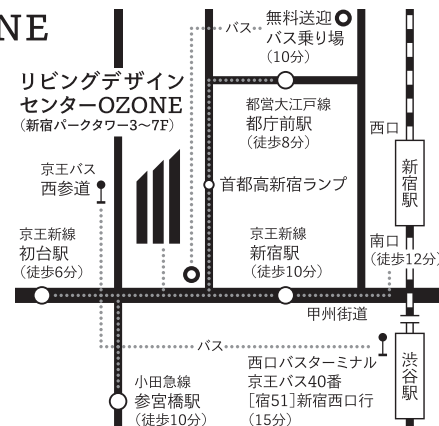 NE
バス
無料送迎
バス乗り場
（10分）
リビングデザイン
センターOZONE
（新宿パークタワー3〜7F）
都営大江戸線
都庁前駅
（徒歩8分）
西口
新宿駅
京王バス
西参道
首都高新宿ランプ
京王新線
初台駅
（徒歩6分）
京王新線
新宿駅
（徒歩10分）
南口
（徒歩12分）
甲州街道
バス
西口バスターミナル
京王バス40番
［宿51］新宿西口行
（15分）
渋谷駅
小田急線
参宮橋駅
（徒歩10分）